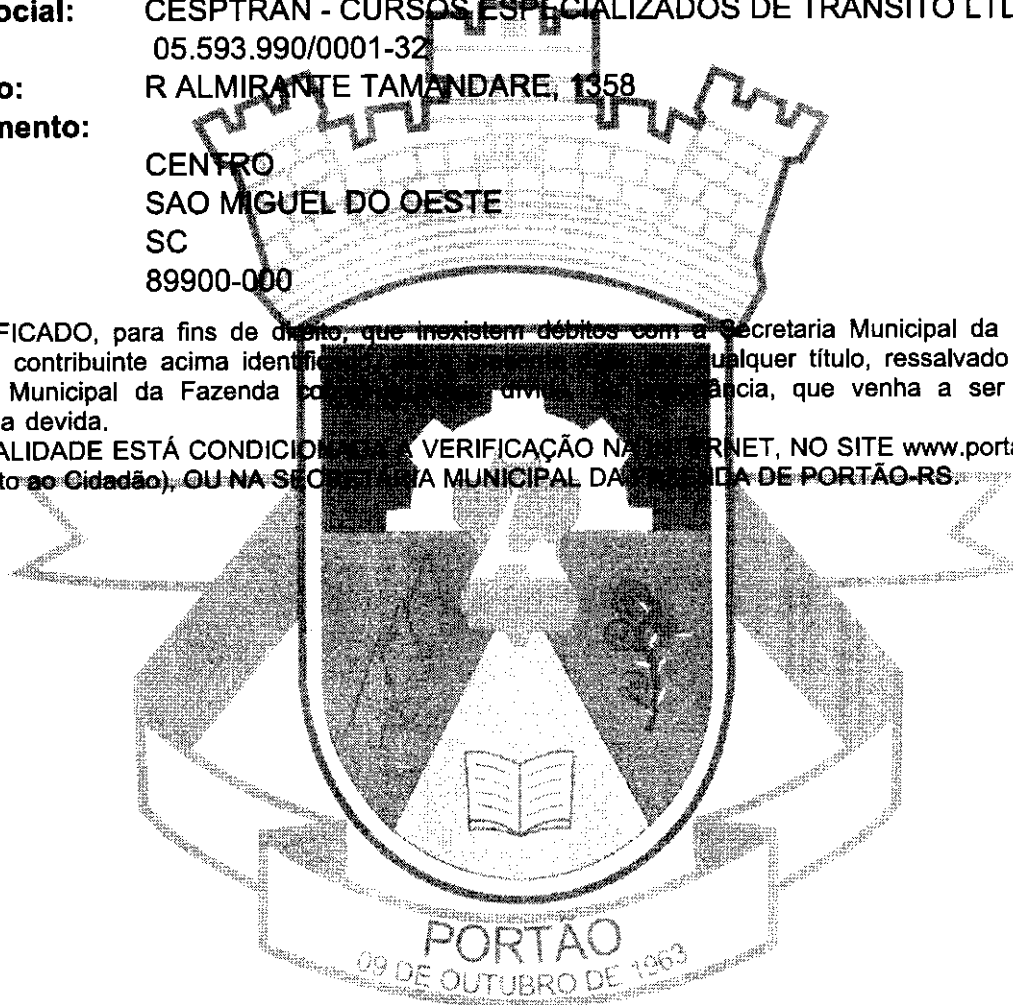 ocial: CESPTRAN - CURSOS ESPECIALIZADOS DE TRANSITO LTD
05.593.990/0001-32
o: R ALMIRANTE TAMANDARE, 1358
mento:
CENTRO
SAO MIGUEL DO OESTE
SC
89900-000
FICADO, para fins de que inexistem débitos com a Secretaria Municipal da
contribuinte acima qualquer título, ressalvado
Municipal da Fazenda que venha a ser
a devida.
ALIDADE ESTÁ CONDICIONADA A VERIFICAÇÃO NA INTERNET, NO SITE www.porta
to ao Cidadão), OU NA SECRETARIA MUNICIPAL DA FAZENDA DE PORTÃO-RS.
PORTÃO
09 DE OUTUBRO DE 1963